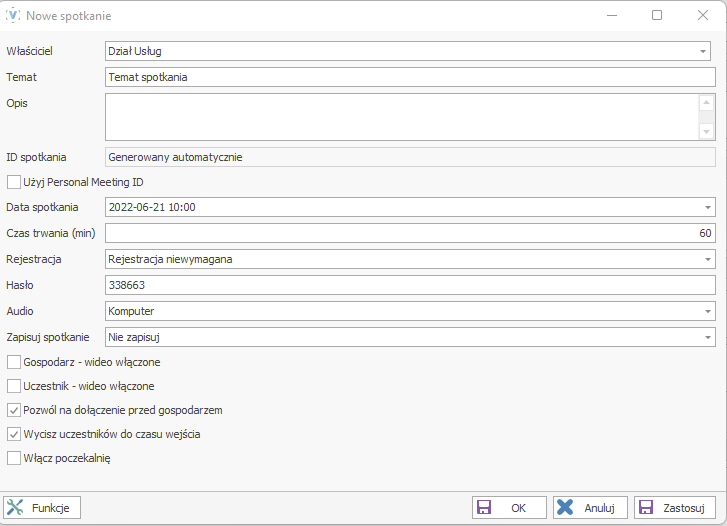 Nowe spotkanie
Właściciel Dział Usług
Temat Temat spotkania
Opis
ID spotkania Generowany automatycznie
Użyj Personal Meeting ID
Data spotkania 2022-06-21 10:00
Czas trwania (min) 60
Rejestracja Rejestracja niewymagana
Hasło 338663
Audio Komputer
Zapisuj spotkanie Nie zapisuj
Gospodarz - wideo włączone
Uczestnik - wideo włączone
Pozwól na dołączenie przed gospodarzem
Wycisz uczestników do czasu wejścia
Włącz poczekalnię
Funkcje OK Anuluj Zastosuj